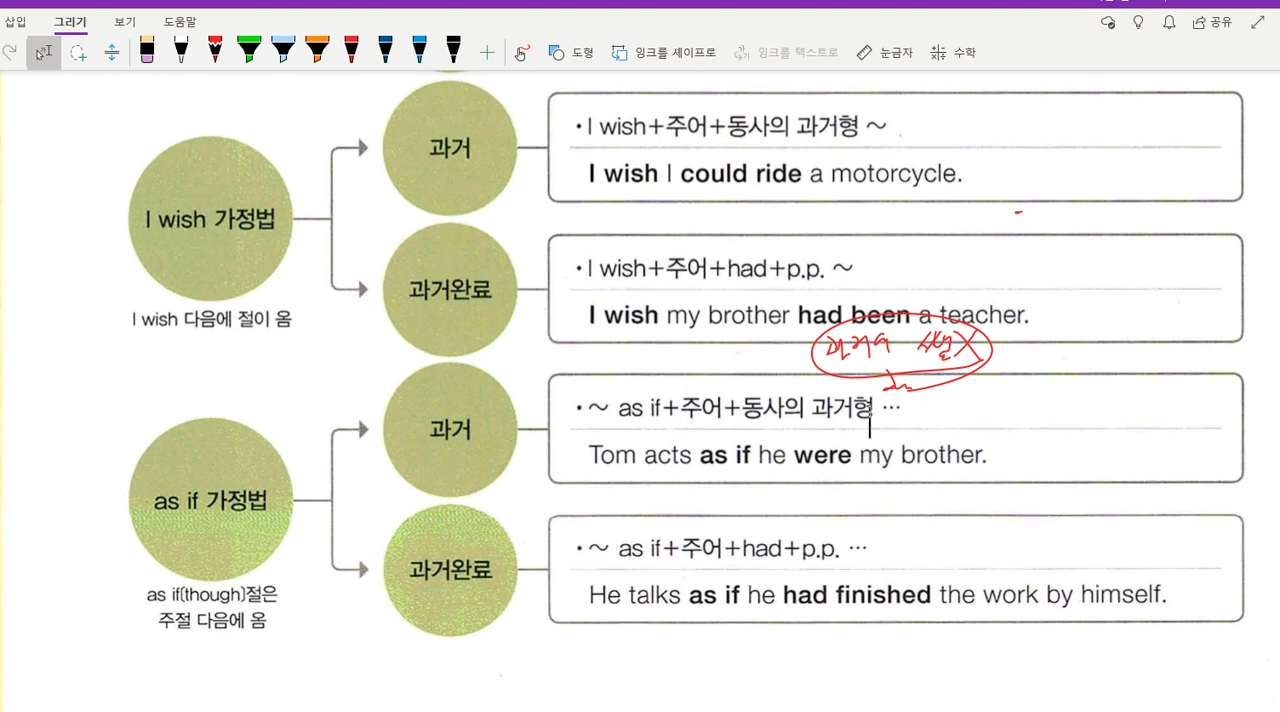 삽입 그리기 보기 도움말 공유
도형 잉크를 셰이프로 잉크를 텍스트로 눈금자 수학
I wish 가정법
I wish 다음에 절이 옴
과거
•I wish+주어+동사의 과거형 ～
I wish I could ride a motorcycle.
과거완료
•I wish+주어+had+p.p. ～
I wish my brother had been a teacher.
as if 가정법
as if(though)절은
주절 다음에 옴
과거
•～ as if+주어+동사의 과거형 …
Tom acts as if he were my brother.
과거완료
•～ as if+주어+had+p.p. …
He talks as if he had finished the work by himself.